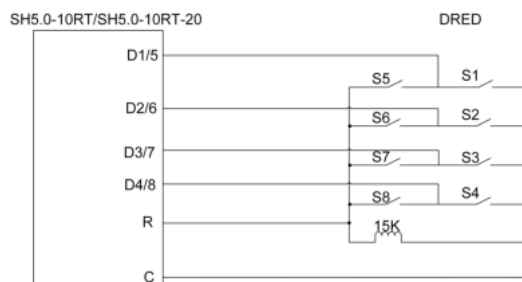 SH5.0-10RT/SH5.0-10RT-20 DRED
D1/5
S5 S1
D2/6
S6 S2
D3/7
S7 S3
D4/8
S8 S4
R
15K
C